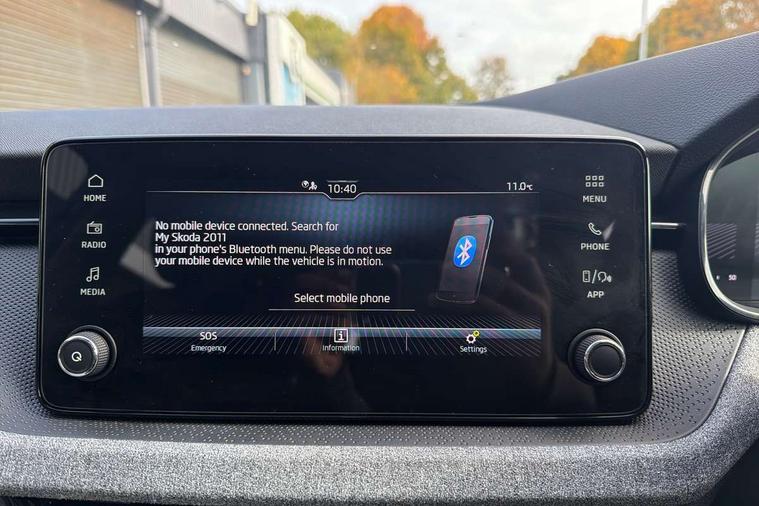 HOME
RADIO
MEDIA
10:40
11.0°C
No mobile device connected. Search for
My Skoda 2011
in your phone's Bluetooth menu. Please do not use
your mobile device while the vehicle is in motion.
Select mobile phone
SOS
Emergency
Information
Settings
MENU
PHONE
APP
50